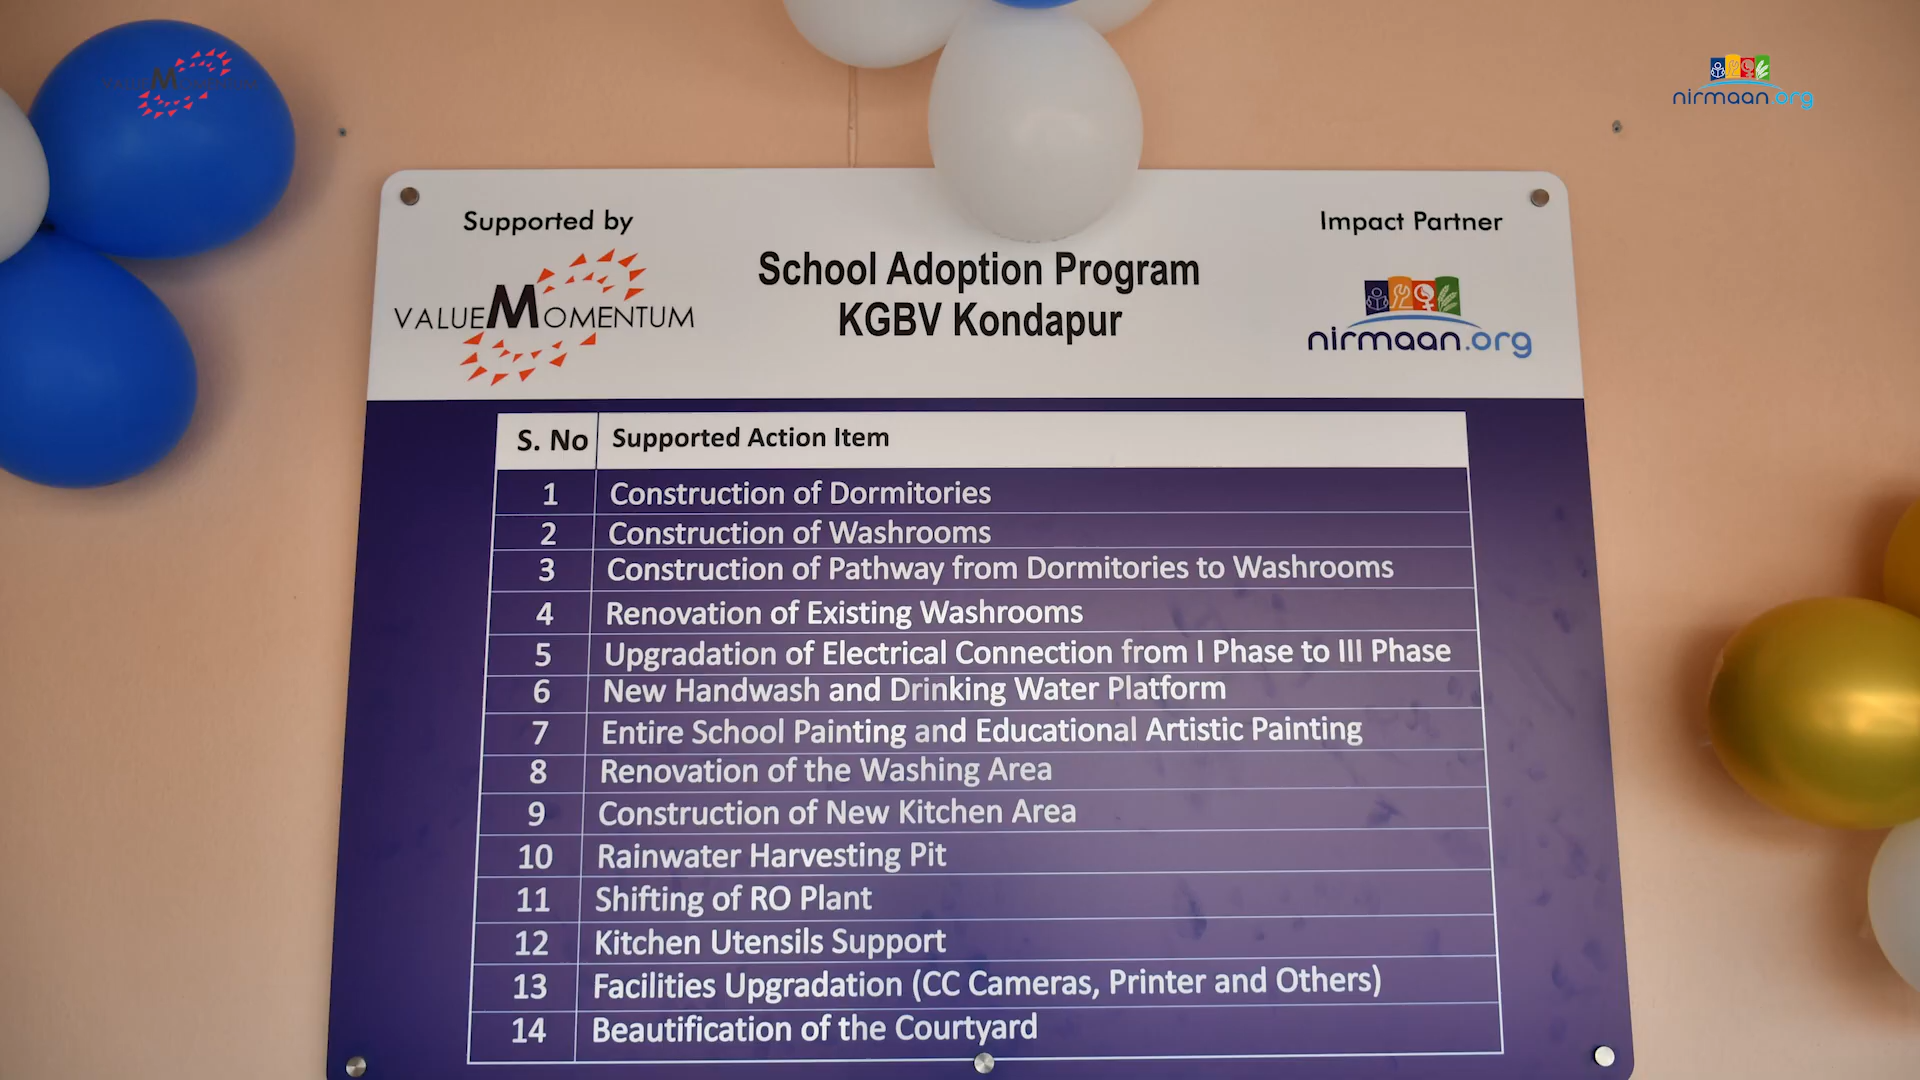 VALUEMOMENTUM
nirmaan.org
Supported by
Impact Partner
School Adoption Program
KGBV Kondapur
VALUEMOMENTUM
nirmaan.org
S. No Supported Action Item
1 Construction of Dormitories
2 Construction of Washrooms
3 Construction of Pathway from Dormitories to Washrooms
4 Renovation of Existing Washrooms
5 Upgradation of Electrical Connection from I Phase to III Phase
6 New Handwash and Drinking Water Platform
7 Entire School Painting and Educational Artistic Painting
8 Renovation of the Washing Area
9 Construction of New Kitchen Area
10 Rainwater Harvesting Pit
11 Shifting of RO Plant
12 Kitchen Utensils Support
13 Facilities Upgradation (CC Cameras, Printer and Others)
14 Beautification of the Courtyard